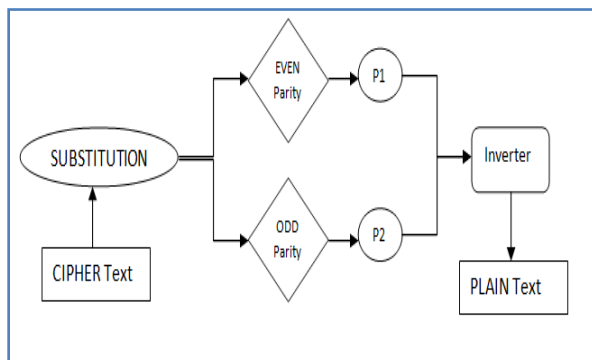 EVEN
Parity
P1
SUBSTITUTION
Inverter
ODD
Parity
P2
CIPHER Text
PLAIN Text